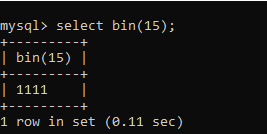 mysql> select bin(15);
+---------+
| bin(15) |
+---------+
| 1111    |
+---------+
1 row in set (0.11 sec)